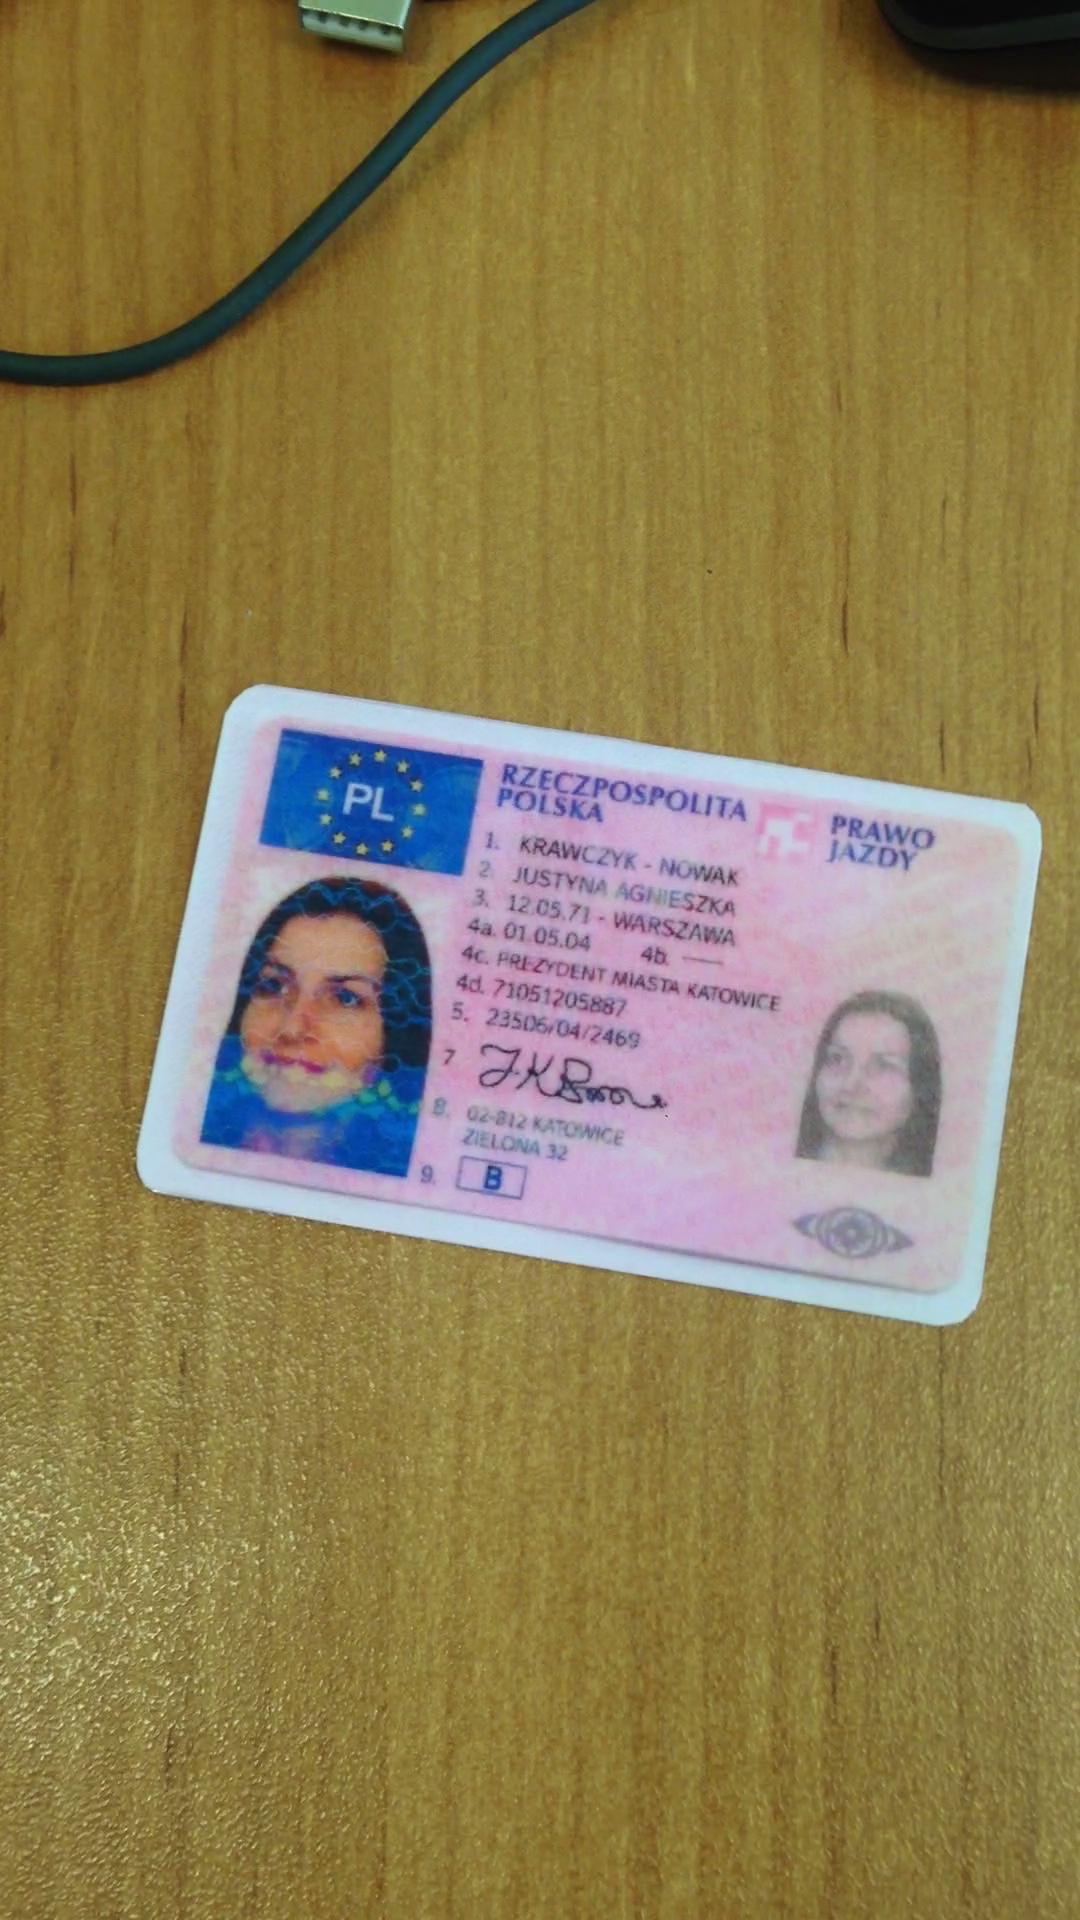 PL
RZECZPOSPOLITA
POLSKA
PRAWO
JAZDY
1. KRAWCZYK - NOWAK
2. JUSTYNA AGNIESZKA
3. 12.05.71 - WARSZAWA
4a. 01.05.04 4b. —
4c. PREZYDENT MIASTA KATOWICE
4d. 71051205887
5. 23506/04/2469
7
8. 02-812 KATOWICE
ZIELONA 32
9. B